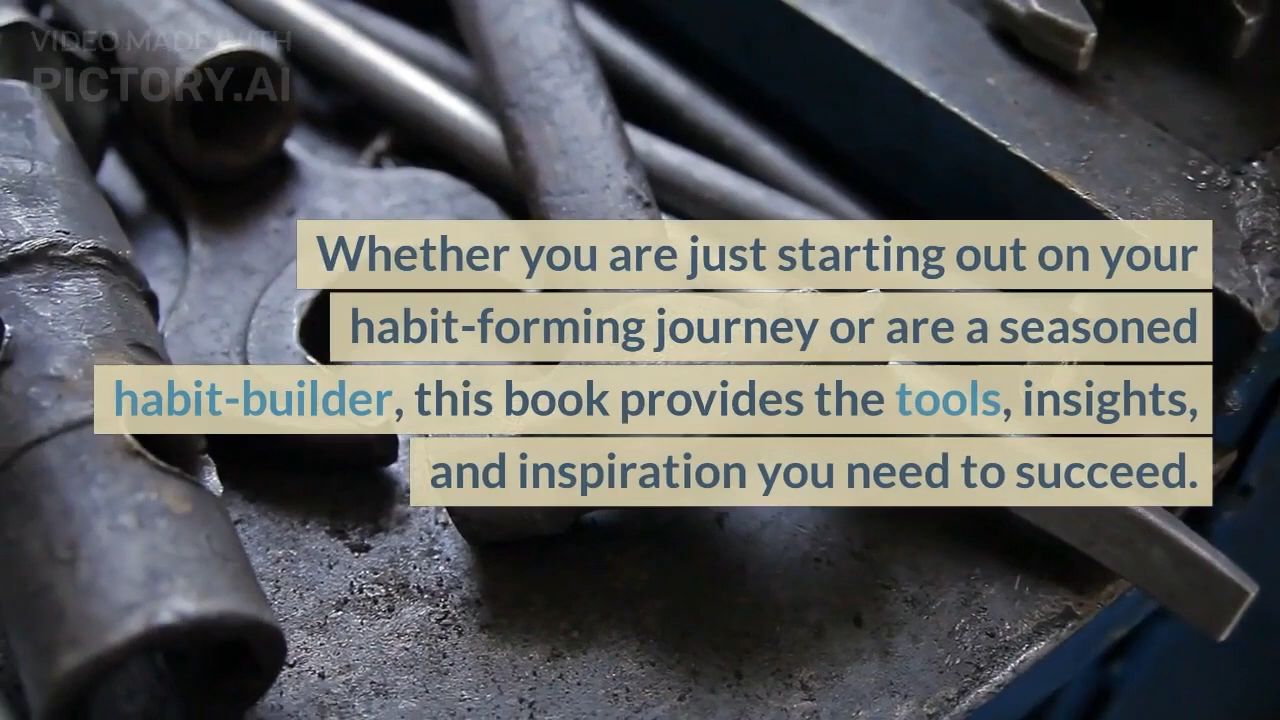 VIDEO MADE WITH
PICTORY.AI
Whether you are just starting out on your
habit-forming journey or are a seasoned
habit-builder, this book provides the tools, insights,
and inspiration you need to succeed.